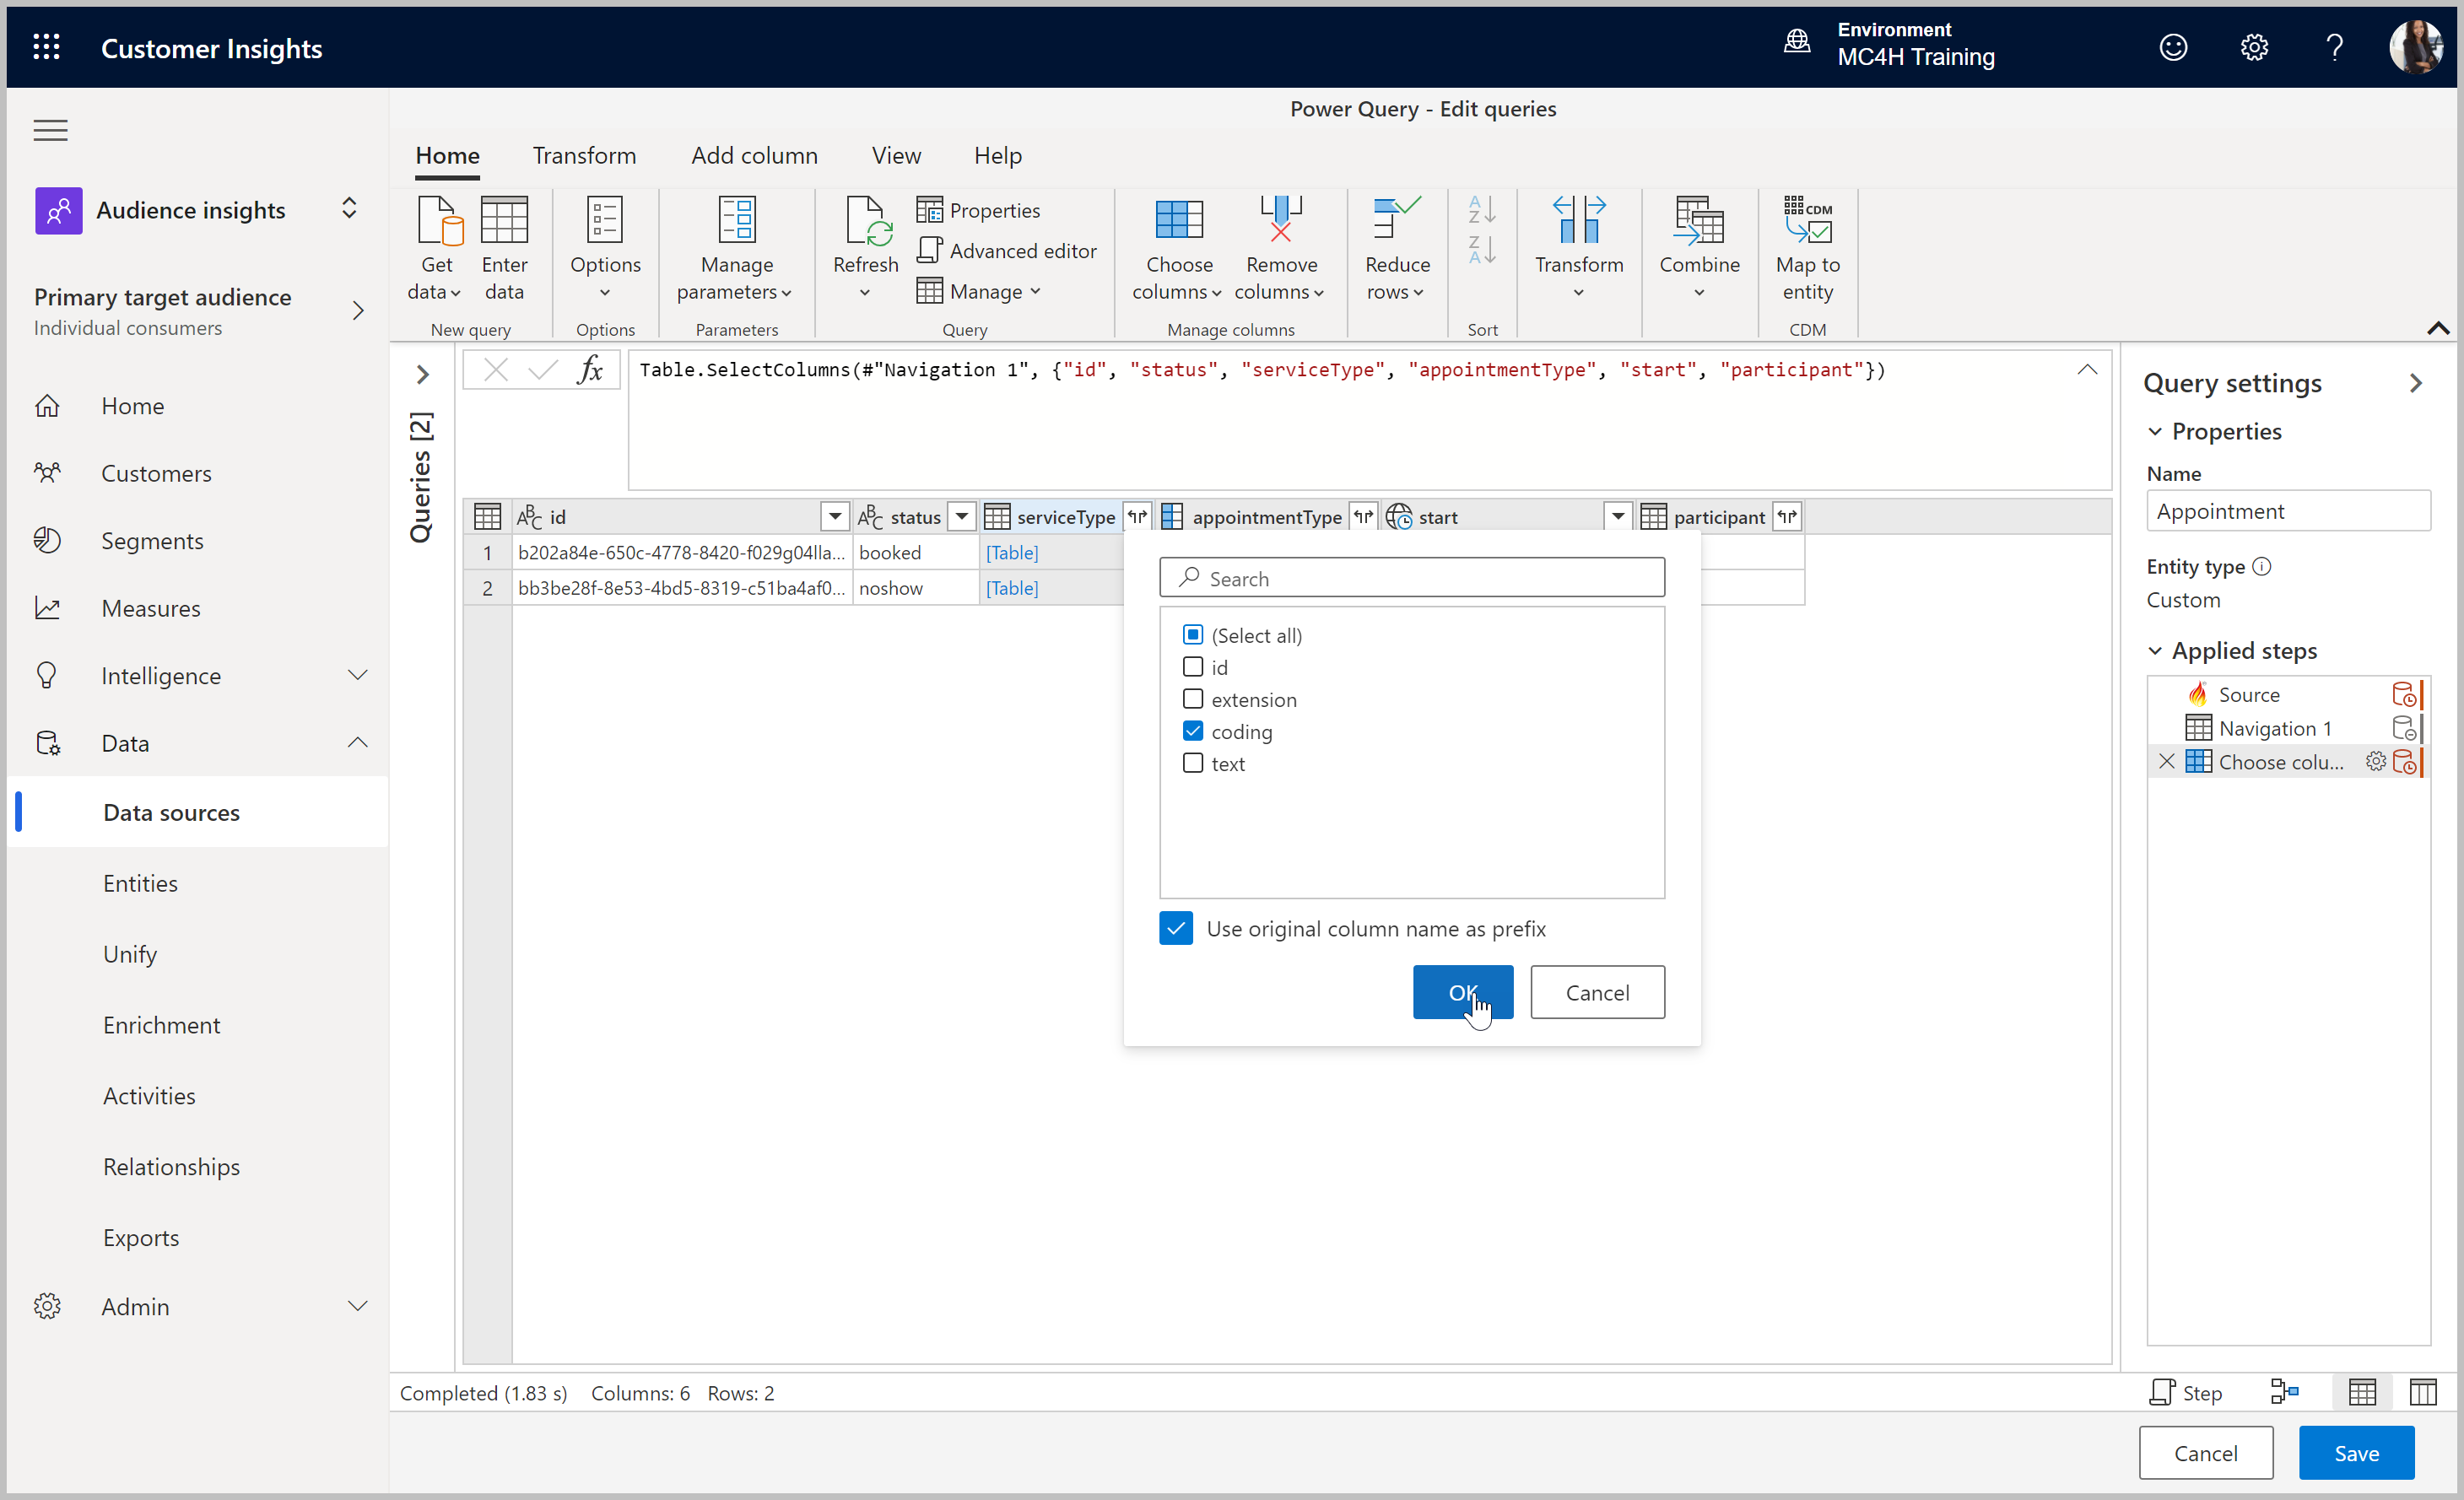 Customer Insights
Environment
MC4H Training
Audience insights
Primary target audience
Individual consumers
Home
Customers
Segments
Measures
Intelligence
Data
Data sources
Entities
Unify
Enrichment
Activities
Relationships
Exports
Admin
Power Query - Edit queries
Home Transform Add column View Help
Get data
Enter data
New query
Options
Options
Manage parameters
Parameters
Refresh
Properties
Advanced editor
Manage
Query
Choose columns
Remove columns
Manage columns
Reduce rows
A
Z
Z
A
Sort
Transform
Combine
CDM
Map to entity
CDM
Queries [2]
fx
Table.SelectColumns(#"Navigation 1", {"id", "status", "serviceType", "appointmentType", "start", "participant"})
ABC id ABC status serviceType appointmentType start participant
1 b202a84e-650c-4778-8420-f029g04lla... booked [Table]
2 bb3be28f-8e53-4bd5-8319-c51ba4af0... noshow [Table]
Search
(Select all)
id
extension
coding
text
Use original column name as prefix
OK Cancel
Query settings
Properties
Name
Appointment
Entity type
Custom
Applied steps
Source
Navigation 1
Choose colu...
Completed (1.83 s) Columns: 6 Rows: 2
Step
Cancel Save